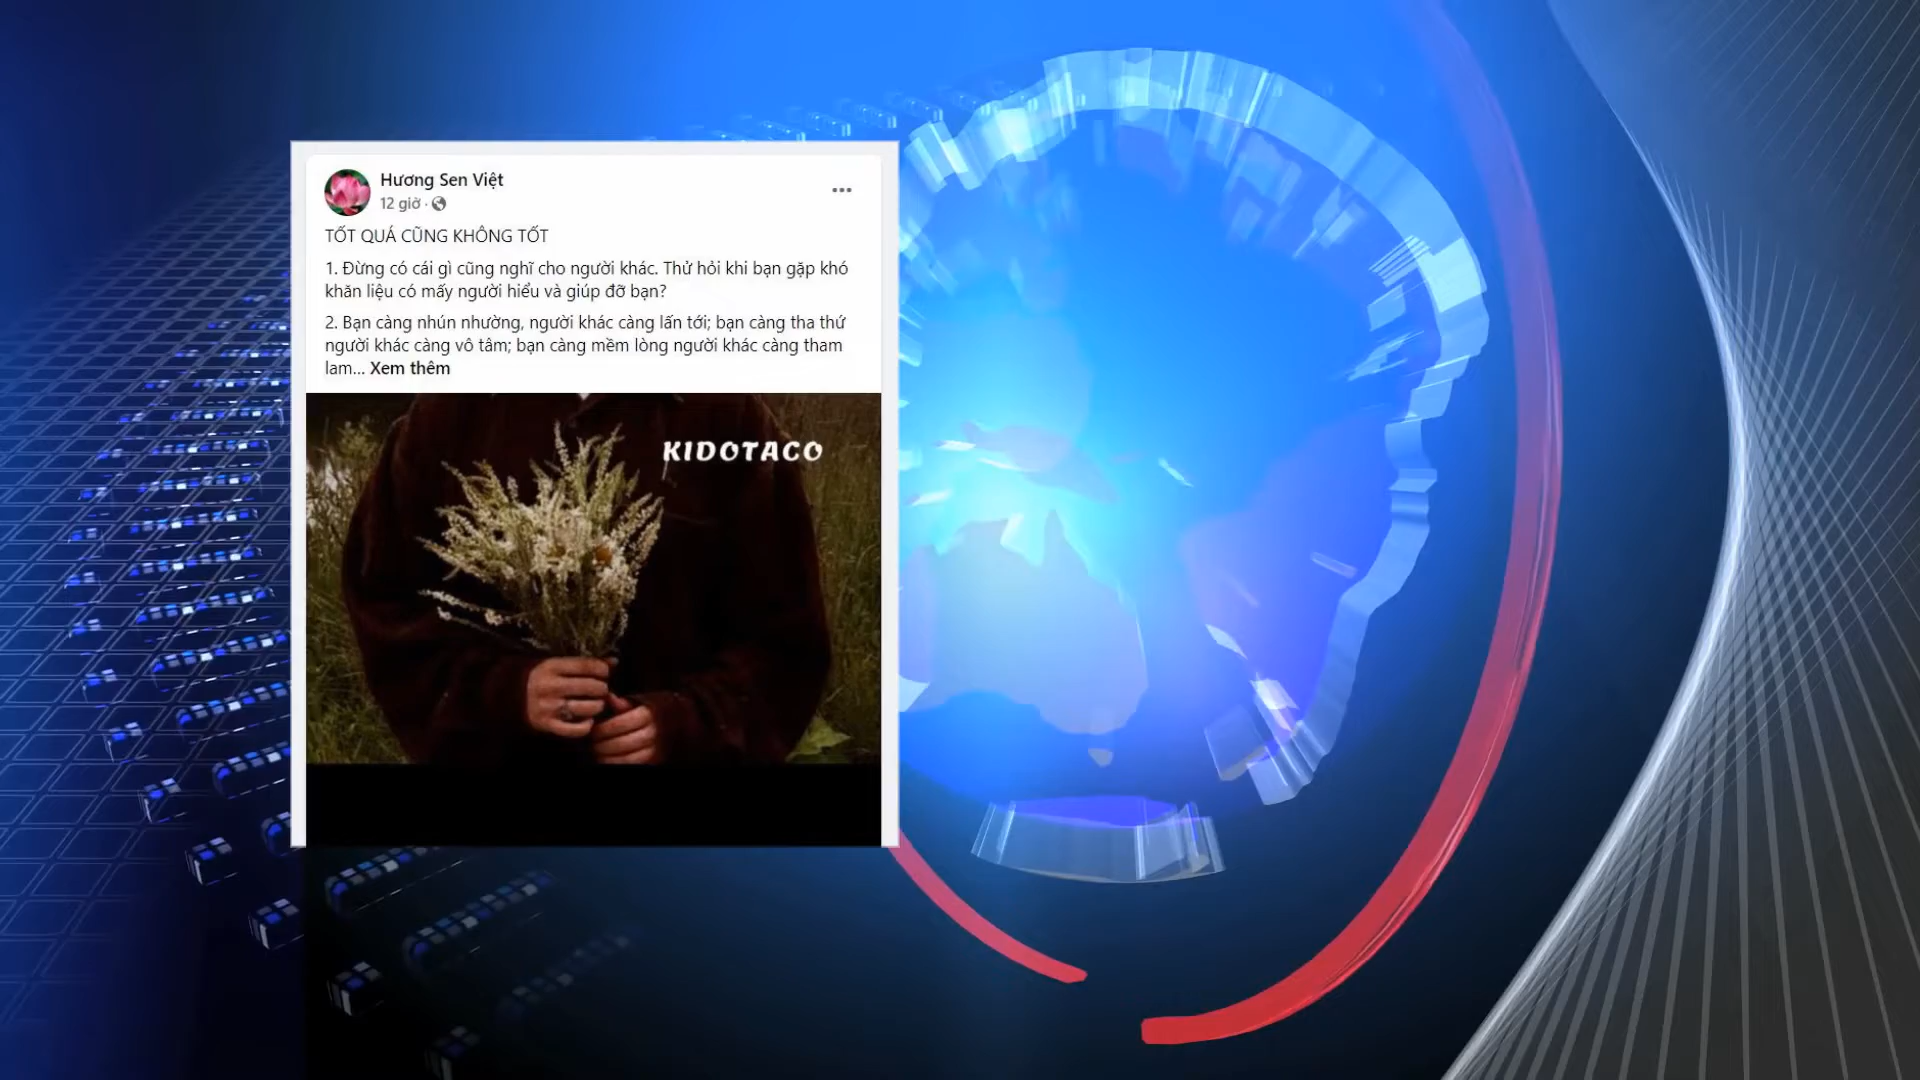 Hương Sen Việt
12 giờ ·
TỐT QUÁ CŨNG KHÔNG TỐT
1. Đừng có cái gì cũng nghĩ cho người khác. Thử hỏi khi bạn gặp khó
khăn liệu có mấy người hiểu và giúp đỡ bạn?
2. Bạn càng nhún nhường, người khác càng lấn tới; bạn càng tha thứ
người khác càng vô tâm; bạn càng mềm lòng người khác càng tham
lam... Xem thêm
KIDOTACO